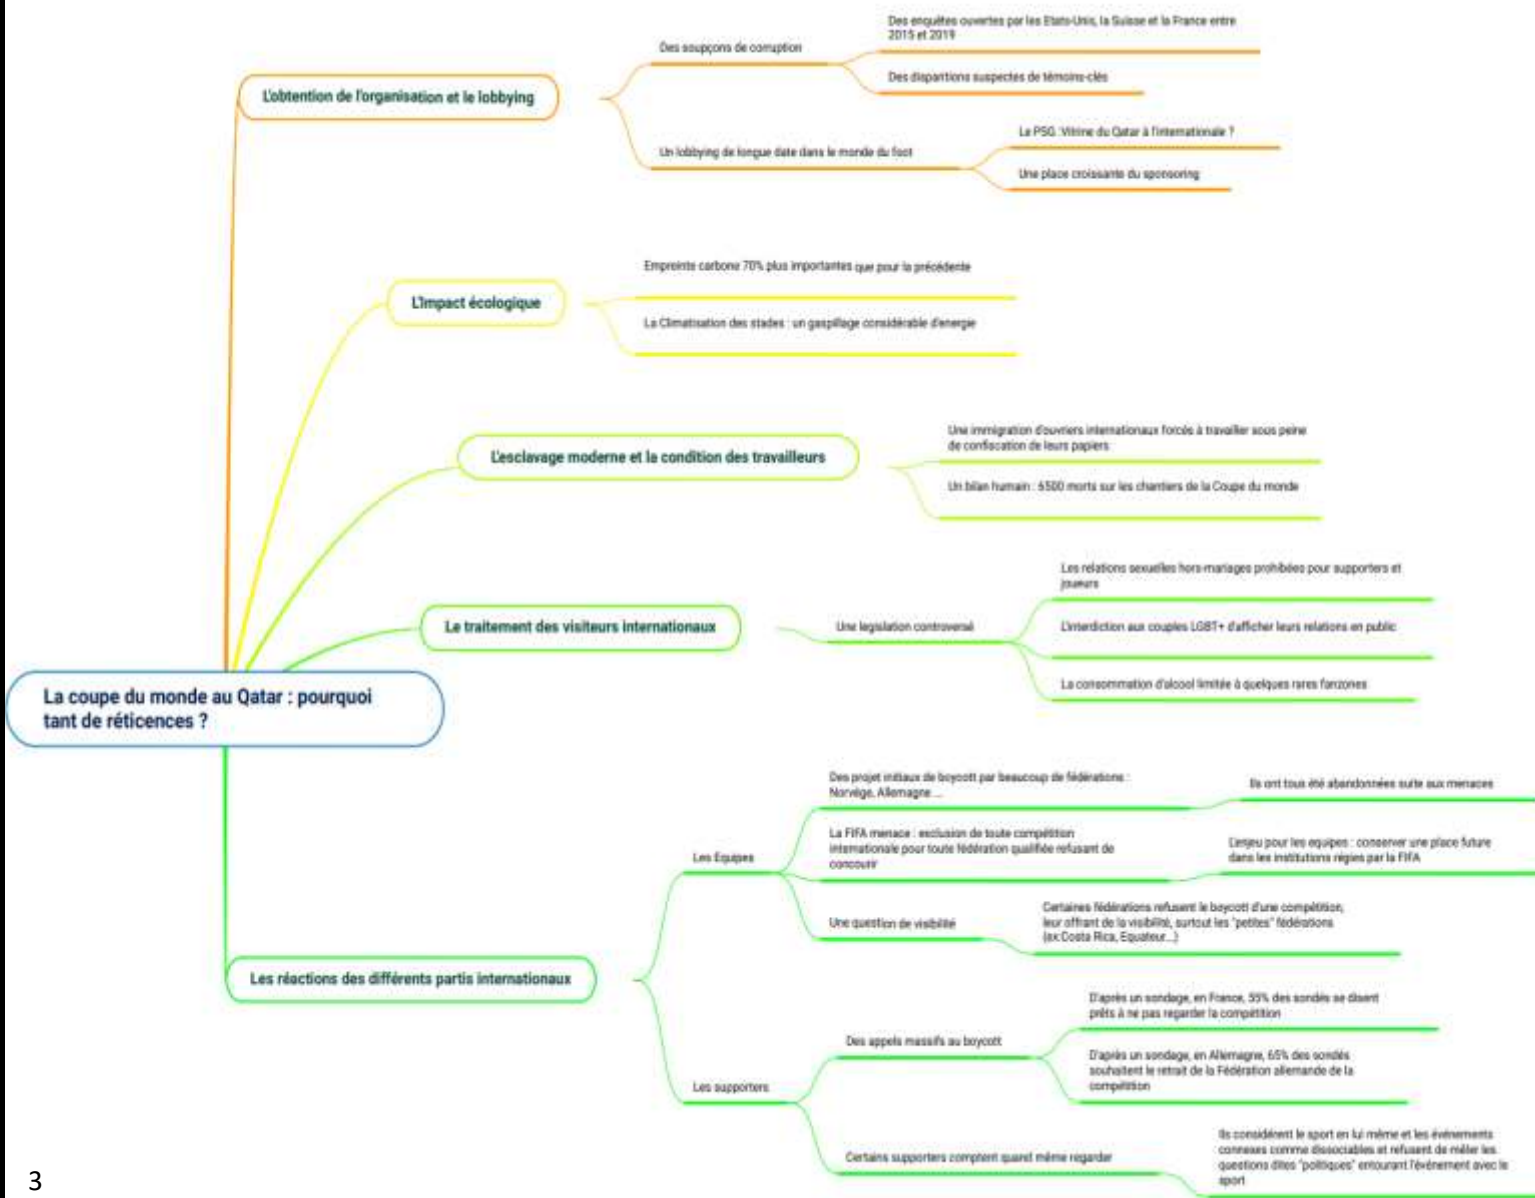 L'obtention de l'organisation et le lobbying
Des soupçons de corruption
Des enquêtes ouvertes par les Etats-Unis, la Suisse et la France entre
2015 et 2019
Des disparitions suspectes de témoins-clés
Un lobbying de longue date dans le monde du foot
Le PSG: Vitrine du Qatar à l'internationale ?
Une place croissante du sponsoring
L'impact écologique
Empreinte carbone 70% plus importantes que pour la précédente
La Climatisation des stades : un gaspillage considérable d'energie
L'esclavage moderne et la condition des travailleurs
Une immigration d'ouvriers internationaux forcés à travailler sous peine
de confiscation de leurs papiers
Un bilan humain : 6500 morts sur les chantiers de la Coupe du monde
Le traitement des visiteurs internationaux
Une legislation controversé
Les relations sexuelles hors-mariages prohibées pour supporters et
joueurs
L'interdiction aux couples LGBT+ d'afficher leurs relations en public
La consommation d'alcool limitée à quelques rares fanzones
La coupe du monde au Qatar : pourquoi
tant de réticences ?
Les réactions des différents partis internationaux
Les Equipes
Des projet initiaux de boycott par beaucoup de fédérations :
Norvège, Allemagne ...
Ils ont tous été abandonnées suite aux menaces
La FIFA menace : exclusion de toute compétition
internationale pour toute fédération qualifiée refusant de
concourir
L'enjeu pour les equipes : conserver une place future
dans les institutions régies par la FIFA
Une question de visibilité
Certaines fédérations refusent le boycott d'une compétition,
leur offrant de la visibilité, surtout les "petites" fédérations
(ex:Costa Rica, Equateur...)
Les supporters
Des appels massifs au boycott
D'après un sondage, en France, 55% des sondés se disent
prêts à ne pas regarder la compétition
D'après un sondage, en Allemagne, 65% des sondés
souhaitent le retrait de la Fédération allemande de la
compétition
Certains supporters comptent quand même regarder
Ils considèrent le sport en lui même et les événements
connexes comme dissociables et refusent de mêler les
questions dites "politiques" entourant l'événement avec le
sport
3